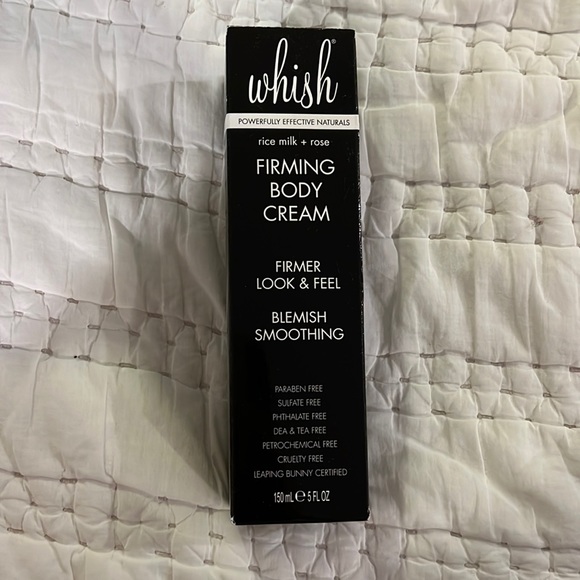 whish®
POWERFULLY EFFECTIVE NATURALS
rice milk + rose
FIRMING
BODY
CREAM
FIRMER
LOOK & FEEL
BLEMISH
SMOOTHING
PARABEN FREE
SULFATE FREE
PHTHALATE FREE
DEA & TEA FREE
PETROCHEMICAL FREE
CRUELTY FREE
LEAPING BUNNY CERTIFIED
150 mL ℮ 5 FL OZ